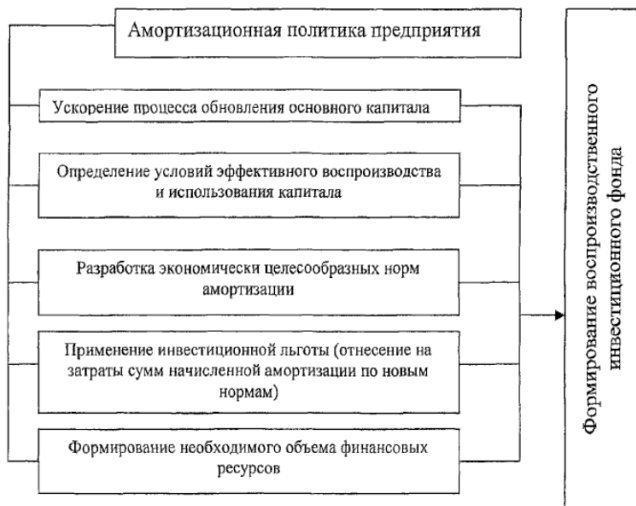 Амортизационная политика предприятия
Ускорение процесса обновления основного капитала
Определение условий эффективного воспроизводства
и использования капитала
Разработка экономически целесообразных норм
амортизации
Применение инвестиционной льготы (отнесение на
затраты сумм начисленной амортизации по новым
нормам)
Формирование необходимого объема финансовых
ресурсов
Формирование воспроизводственного
инвестиционного фонда